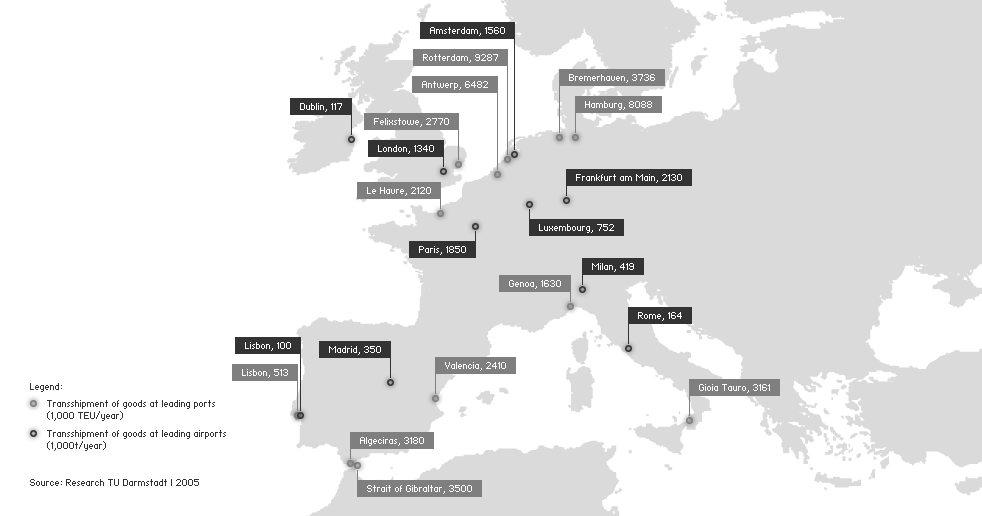 Amsterdam, 1560
Rotterdam, 9287
Antwerp, 6482
Bremerhaven, 3736
Hamburg, 8088
Dublin, 117
Felixstowe, 2770
London, 1340
Frankfurt am Main, 2130
Le Havre, 2120
Luxembourg, 752
Paris, 1850
Milan, 419
Genoa, 1630
Rome, 164
Lisbon, 100
Madrid, 350
Lisbon, 513
Valencia, 2410
Gioia Tauro, 3161
Legend:
Transshipment of goods at leading ports
(1,000 TEU/year)
Transshipment of goods at leading airports
(1,000t/year)
Algeciras, 3180
Strait of Gibraltar, 3500
Source: Research TU Darmstadt | 2005